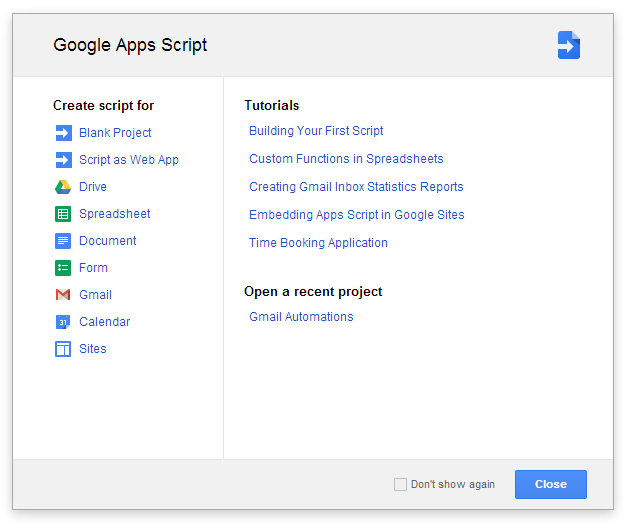 Google Apps Script
Create script for
Blank Project
Script as Web App
Drive
Spreadsheet
Document
Form
Gmail
31
Calendar
Sites
Tutorials
Building Your First Script
Custom Functions in Spreadsheets
Creating Gmail Inbox Statistics Reports
Embedding Apps Script in Google Sites
Time Booking Application
Open a recent project
Gmail Automations
Don't show again
Close